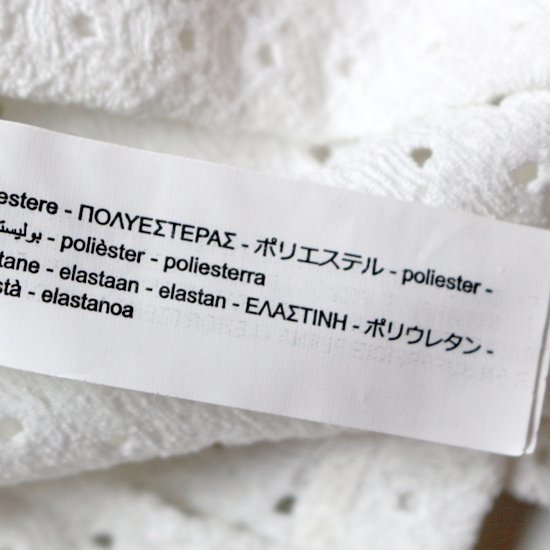 estere - ΠΟΛΥΕΣΤΕΡΑΣ - ポリエステル - poliester -
- polièster - poliesterra
tane - elastaan - elastan - ΕΛΑΣΤΙΝΗ - ポリウレタン -
stà - elastanoa